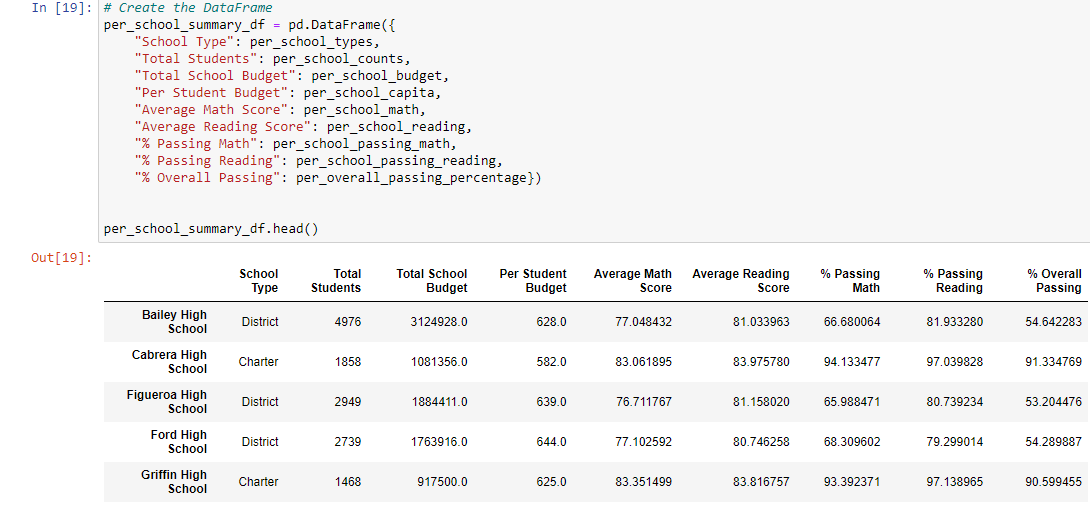 In [19]: # Create the DataFrame
per_school_summary_df = pd.DataFrame({
    "School Type": per_school_types,
    "Total Students": per_school_counts,
    "Total School Budget": per_school_budget,
    "Per Student Budget": per_school_capita,
    "Average Math Score": per_school_math,
    "Average Reading Score": per_school_reading,
    "% Passing Math": per_school_passing_math,
    "% Passing Reading": per_school_passing_reading,
    "% Overall Passing": per_overall_passing_percentage})
per_school_summary_df.head()
Out[19]:
School Total Total School Per Student Average Math Average Reading % Passing % Passing % Overall
Type Students Budget Budget Score Score Math Reading Passing
Bailey High
School District 4976 3124928.0 628.0 77.048432 81.033963 66.680064 81.933280 54.642283
Cabrera High
School Charter 1858 1081356.0 582.0 83.061895 83.975780 94.133477 97.039828 91.334769
Figueroa High
School District 2949 1884411.0 639.0 76.711767 81.158020 65.988471 80.739234 53.204476
Ford High
School District 2739 1763916.0 644.0 77.102592 80.746258 68.309602 79.299014 54.289887
Griffin High
School Charter 1468 917500.0 625.0 83.351499 83.816757 93.392371 97.138965 90.599455